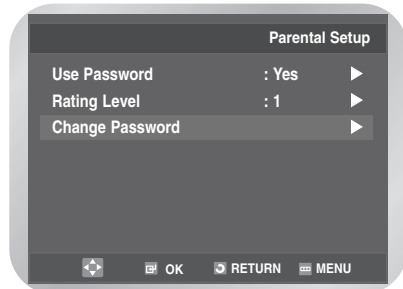 Parental Setup
Use Password : Yes
Rating Level : 1
Change Password
OK RETURN MENU